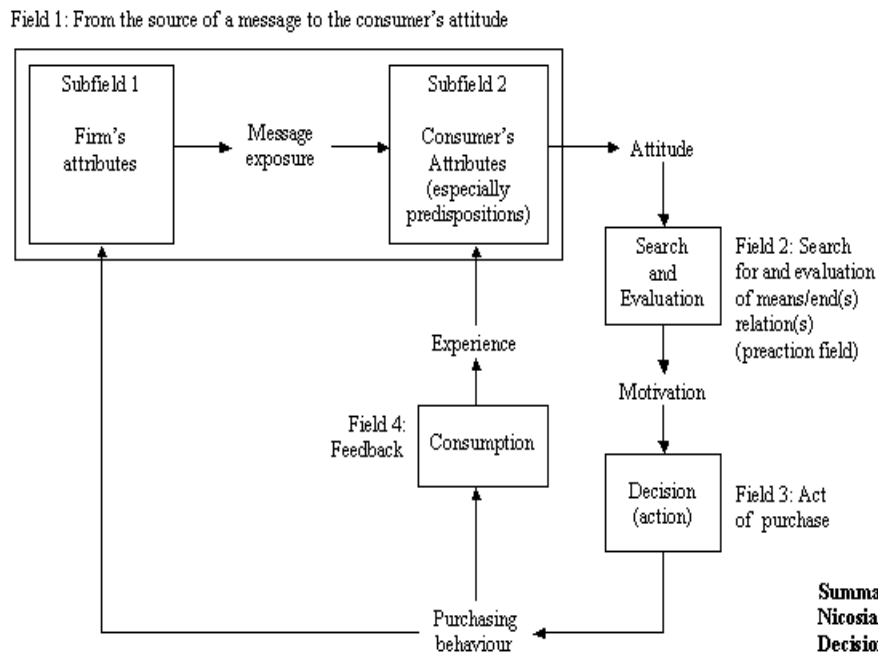 Field 1: From the source of a message to the consumer's attitude
Subfield 1
Firm's
attributes
Message
exposure
Subfield 2
Consumer's
Attributes
(especially
predispositions)
Attitude
Search
and
Evaluation
Field 2: Search
for and evaluation
of means/end(s)
relation(s)
(preaction field)
Motivation
Decision
(action)
Field 3: Act
of purchase
Experience
Field 4:
Feedback
Consumption
Purchasing
behaviour
Summa
Nicosia
Decision